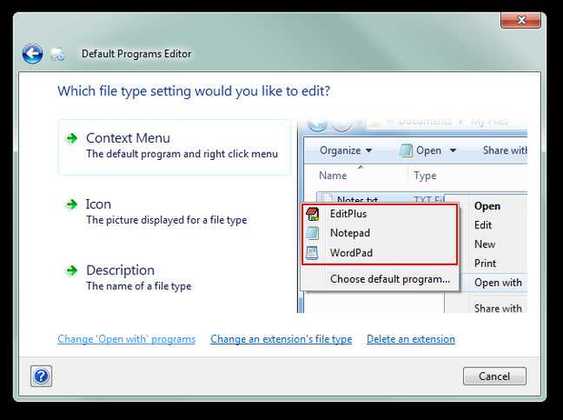 Default Programs Editor
Which file type setting would you like to edit?
Context Menu
The default program and right click menu
Icon
The picture displayed for a file type
Description
The name of a file type
Documents My Files
Organize Open Share with
Name Type
Notes.txt TXT Fil
EditPlus
Notepad
WordPad
Choose default program...
Open
Edit
New
Print
Open with
Share with
Change 'Open with' programs Change an extension's file type Delete an extension
Cancel